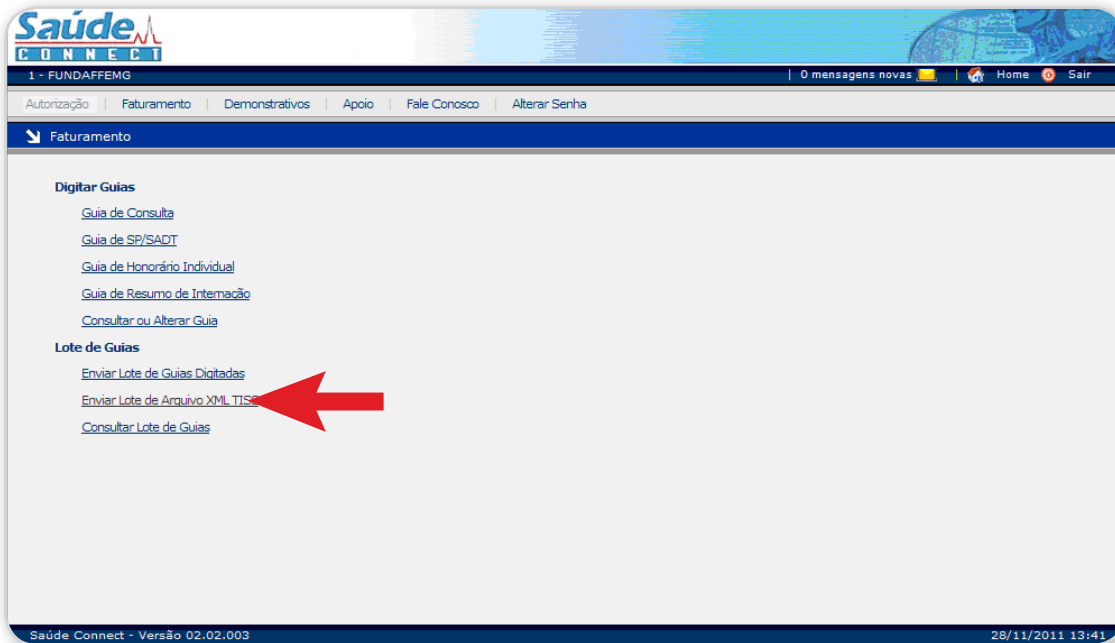 Saúde
CONNECT
1 - FUNDAFFEMG | 0 mensagens novas | Home Sair
Autorização | Faturamento | Demonstrativos | Apoio | Fale Conosco | Alterar Senha
Faturamento
Digitar Guias
Guia de Consulta
Guia de SP/SADT
Guia de Honorário Individual
Guia de Resumo de Internação
Consultar ou Alterar Guia
Lote de Guias
Enviar Lote de Guias Digitadas
Enviar Lote de Arquivo XML TISS
Consultar Lote de Guias
Saúde Connect - Versão 02.02.003 28/11/2011 13:41